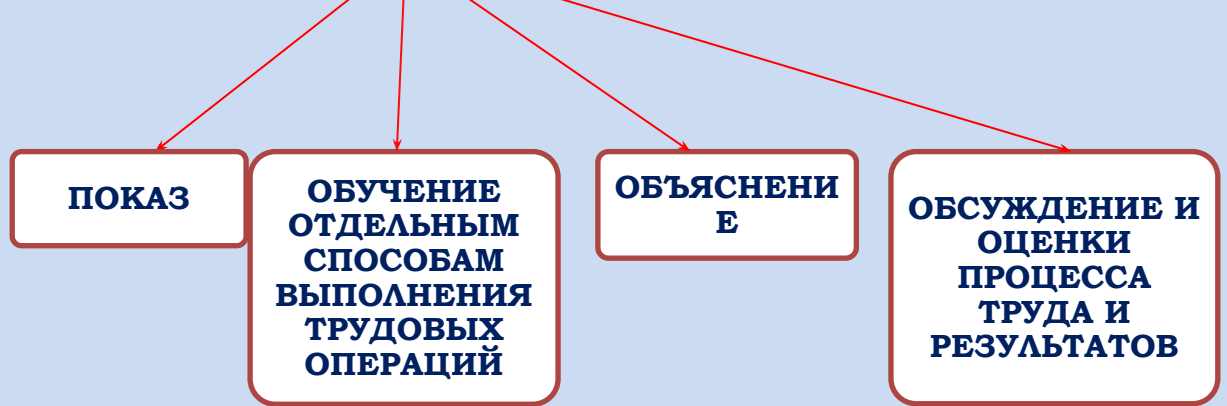 ПОКАЗ
ОБУЧЕНИЕ
ОТДЕЛЬНЫМ
СПОСОБАМ
ВЫПОЛНЕНИЯ
ТРУДОВЫХ
ОПЕРАЦИЙ
ОБЪЯСНЕНИ
Е
ОБСУЖДЕНИЕ И
ОЦЕНКИ
ПРОЦЕССА
ТРУДА И
РЕЗУЛЬТАТОВ